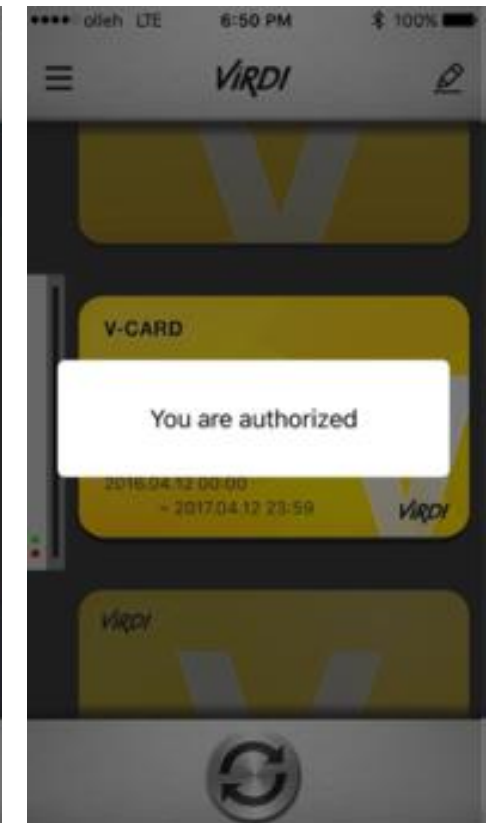 olleh LTE 6:50 PM 100%
ViRDI
V-CARD
You are authorized
2016.04.12 00:00
~ 2017.04.12 23:59
ViRDI
ViRDI